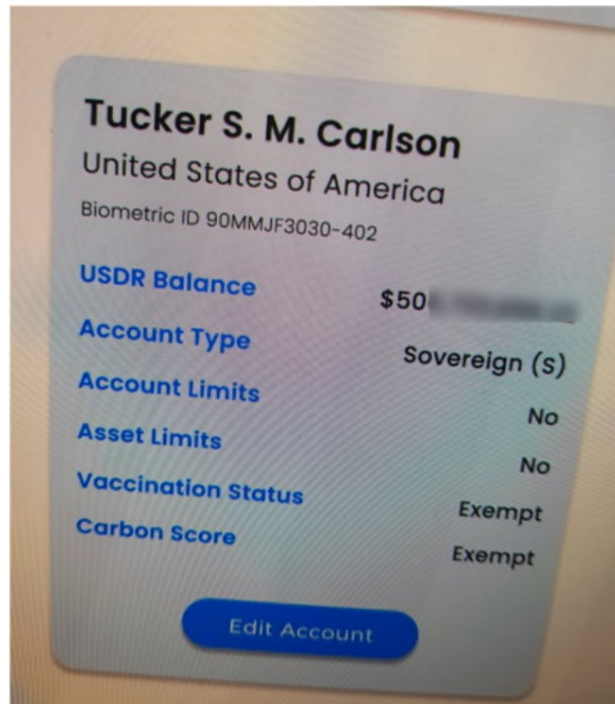 Tucker S. M. Carlson
United States of America
Biometric ID 90MMJF3030-402
USDR Balance $50
Account Type Sovereign (S)
Account Limits No
Asset Limits No
Vaccination Status Exempt
Carbon Score Exempt
Edit Account